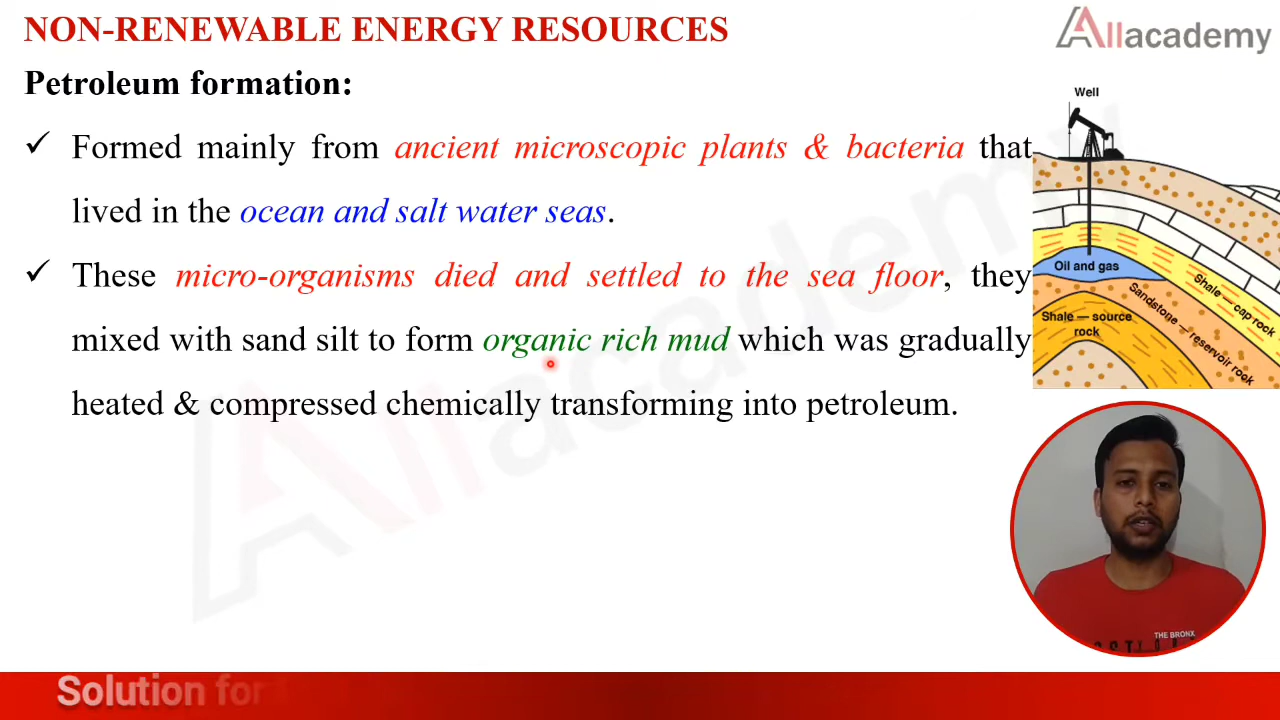 NON-RENEWABLE ENERGY RESOURCES
Allacademy
Petroleum formation:
✓ Formed mainly from ancient microscopic plants & bacteria that
lived in the ocean and salt water seas.
✓ These micro-organisms died and settled to the sea floor, they
mixed with sand silt to form organic rich mud which was gradually
heated & compressed chemically transforming into petroleum.
Well
Oil and gas
Shale — cap rock
Sandstone — reservoir rock
Shale — source
rock
Allacademy
THE BRONX
Solution for